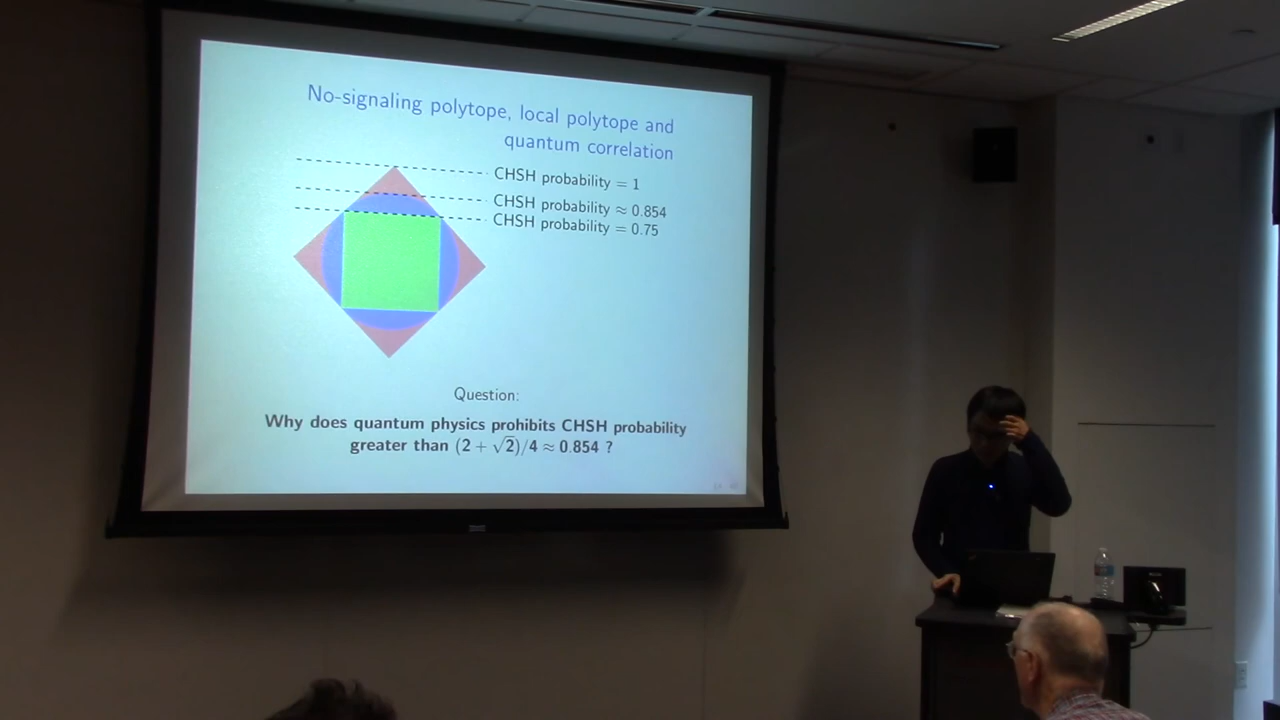 No-signaling polytope, local polytope and
quantum correlation
CHSH probability = 1
CHSH probability ≈ 0.854
CHSH probability = 0.75
Question:
Why does quantum physics prohibits CHSH probability
greater than (2 + √2)/4 ≈ 0.854 ?